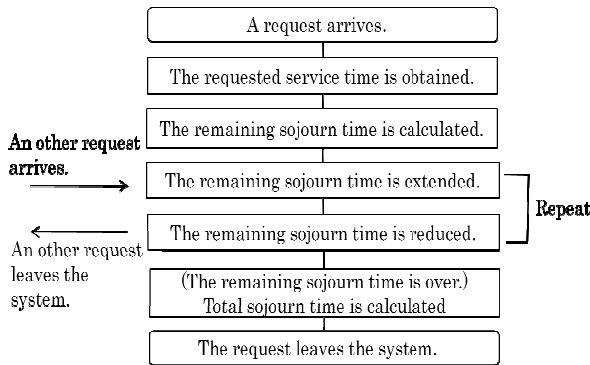 A request arrives.
The requested service time is obtained.
The remaining sojourn time is calculated.
An other request
arrives.
The remaining sojourn time is extended.
Repeat
The remaining sojourn time is reduced.
An other request
leaves the
system.
(The remaining sojourn time is over.)
Total sojourn time is calculated
The request leaves the system.